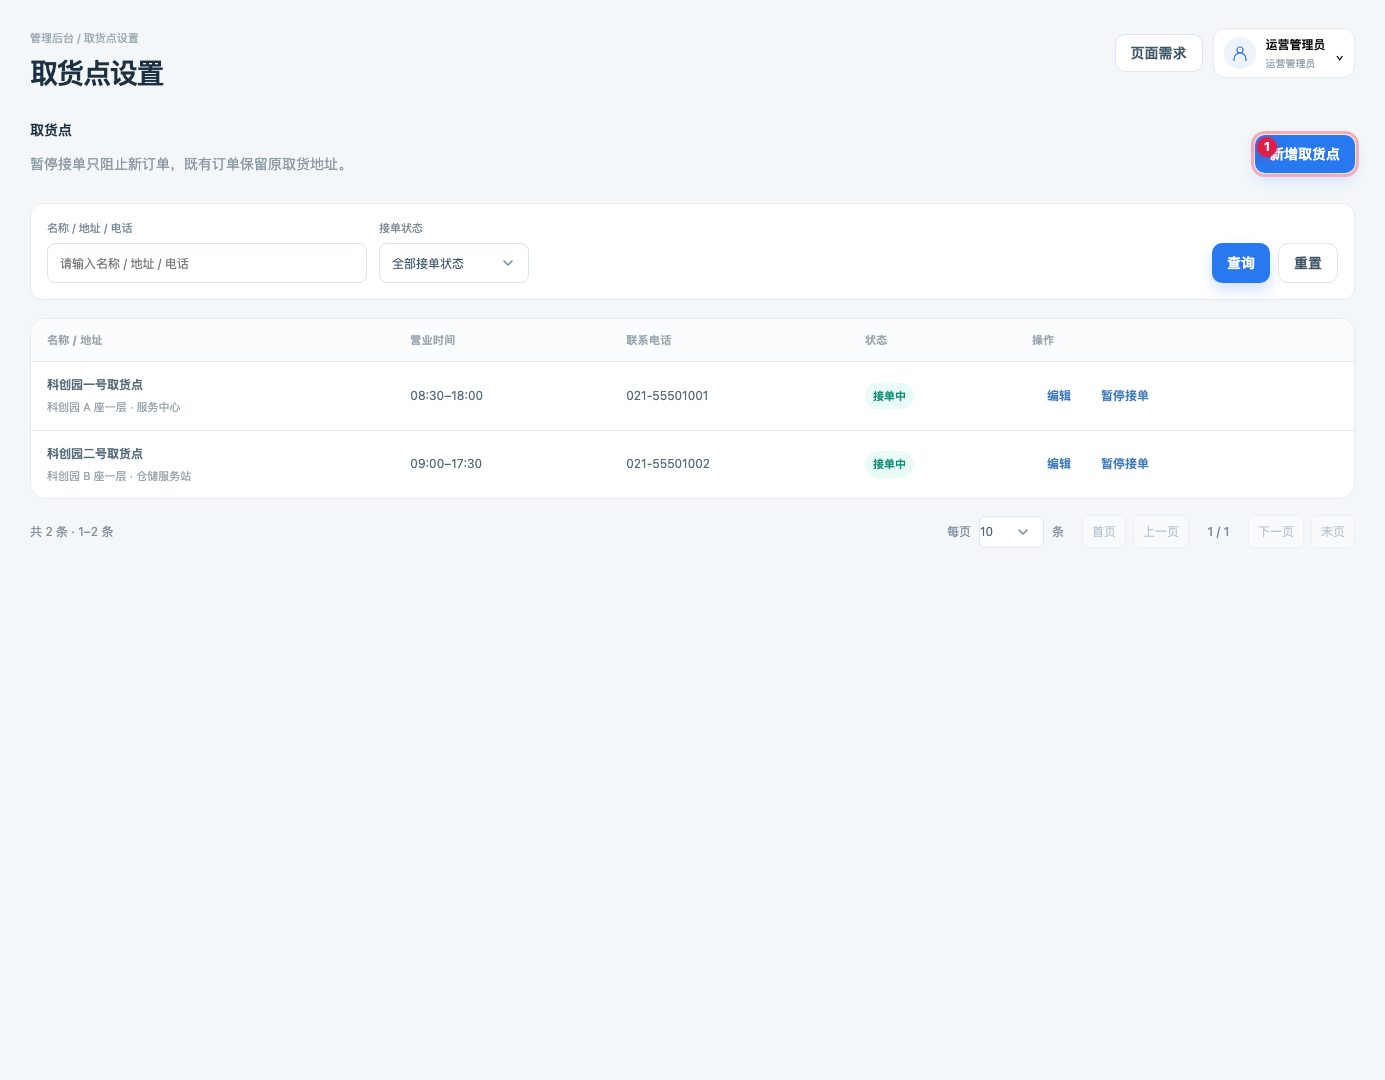 管理后台 / 取货点设置
取货点设置
页面需求
运营管理员
运营管理员
取货点
暂停接单只阻止新订单，既有订单保留原取货地址。
1
新增取货点
名称 / 地址 / 电话
接单状态
请输入名称 / 地址 / 电话
全部接单状态
查询
重置
名称 / 地址 营业时间 联系电话 状态 操作
科创园一号取货点
科创园 A 座一层 · 服务中心
08:30–18:00 021-55501001 接单中 编辑 暂停接单
科创园二号取货点
科创园 B 座一层 · 仓储服务站
09:00–17:30 021-55501002 接单中 编辑 暂停接单
共 2 条 · 1–2 条 每页 10 条 首页 上一页 1 / 1 下一页 末页